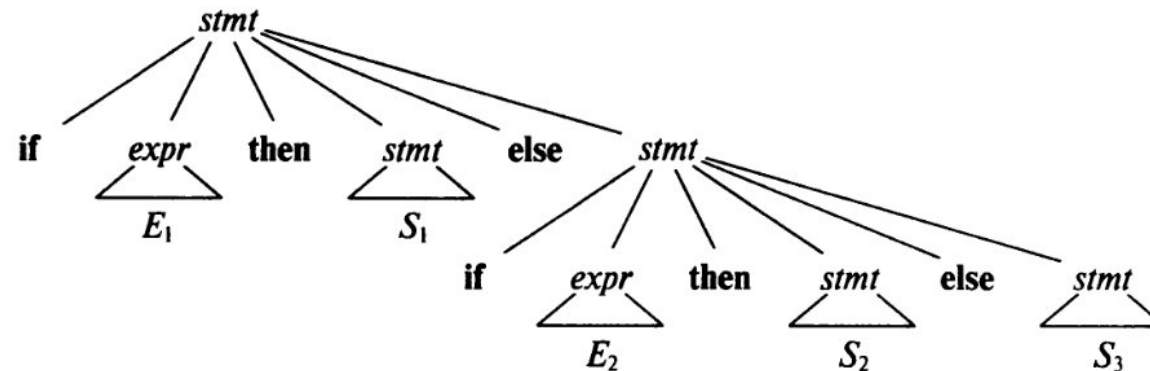 stmt
if expr then stmt else stmt
E₁ S₁
if expr then stmt else stmt
E₂ S₂ S₃